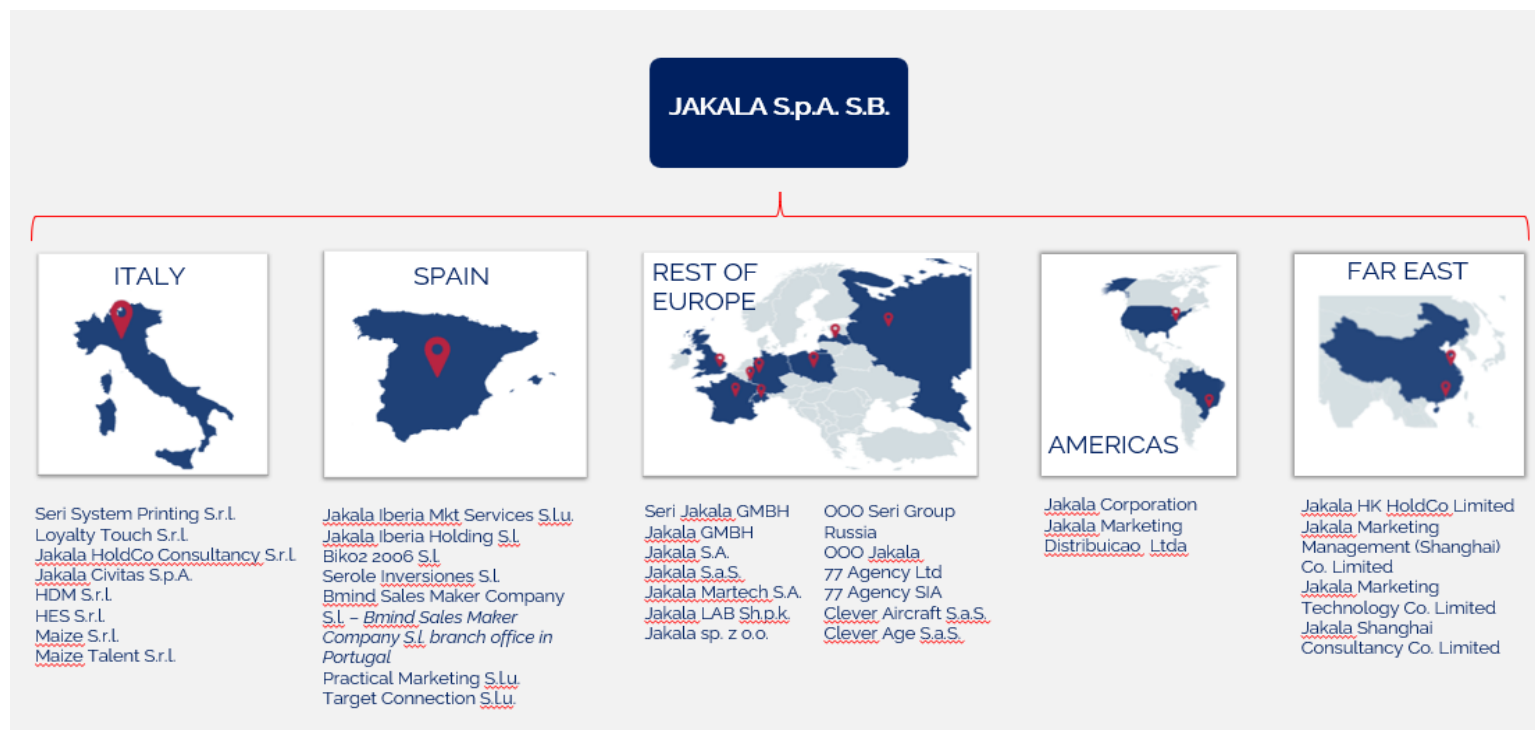 JAKALA S.p.A. S.B.
ITALY
Seri System Printing S.r.l.
Loyalty Touch S.r.l.
Jakala HoldCo Consultancy S.r.l.
Jakala Civitas S.p.A.
HDM S.r.l.
HES S.r.l.
Maize S.r.l.
Maize Talent S.r.l.
SPAIN
Jakala Iberia Mkt Services S.l.u.
Jakala Iberia Holding S.l.
Bik02 2006 S.l.
Serole Inversiones S.l.
Bmind Sales Maker Company
S.l. – Bmind Sales Maker
Company S.l. branch office in
Portugal
Practical Marketing S.l.u.
Target Connection S.l.u.
REST OF
EUROPE
Seri Jakala GMBH
Jakala GMBH
Jakala S.A.
Jakala S.a.S.
Jakala Martech S.A.
Jakala LAB Sh.p.k.
Jakala sp. z o.o.
OOO Seri Group
Russia
OOO Jakala
77 Agency Ltd
77 Agency SIA
Clever Aircraft S.a.S.
Clever Age S.a.S.
AMERICAS
Jakala Corporation
Jakala Marketing
Distribuicao Ltda
FAR EAST
Jakala HK HoldCo Limited
Jakala Marketing
Management (Shanghai)
Co. Limited
Jakala Marketing
Technology Co. Limited
Jakala Shanghai
Consultancy Co. Limited